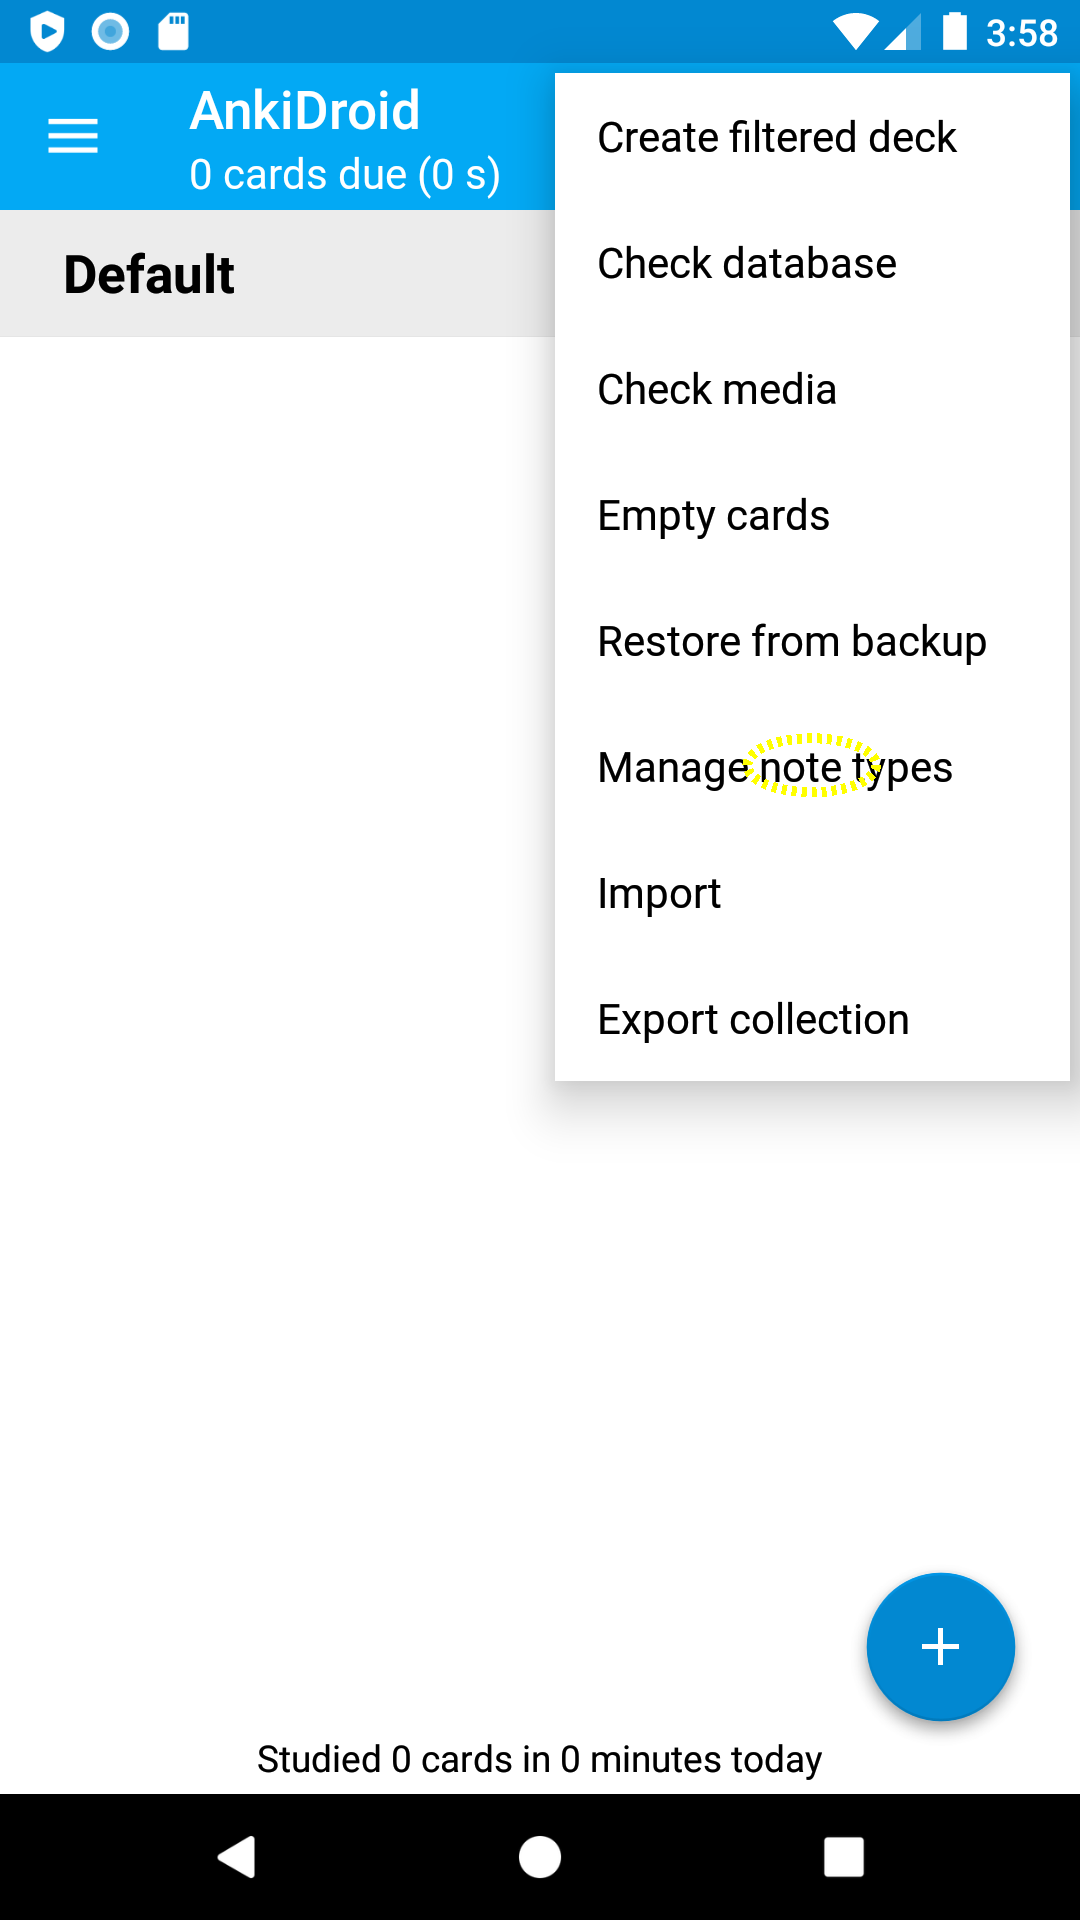 3:58
AnkiDroid
0 cards due (0 s)
Default
Create filtered deck
Check database
Check media
Empty cards
Restore from backup
Manage note types
Import
Export collection
Studied 0 cards in 0 minutes today